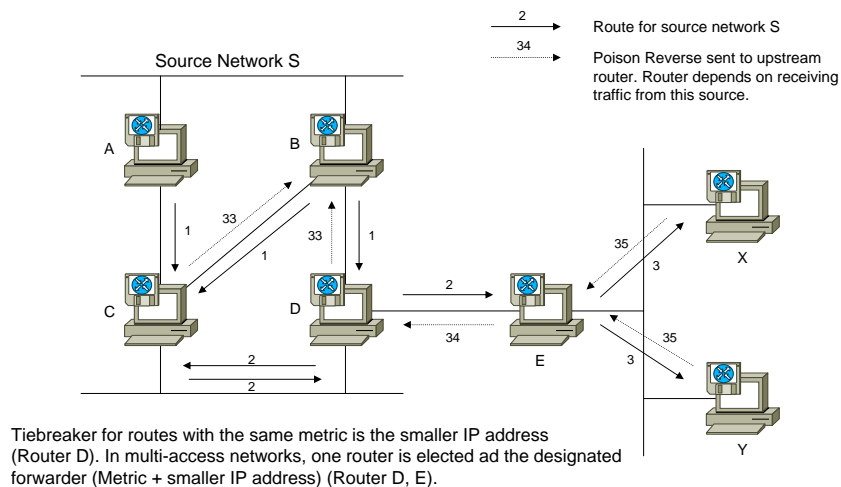 2
Route for source network S
34
Poison Reverse sent to upstream
router. Router depends on receiving
traffic from this source.
Source Network S
A
B
1
33
1
33
1
C
D
2
34
E
35
3
X
35
3
Y
2
2
Tiebreaker for routes with the same metric is the smaller IP address
(Router D). In multi-access networks, one router is elected ad the designated
forwarder (Metric + smaller IP address) (Router D, E).